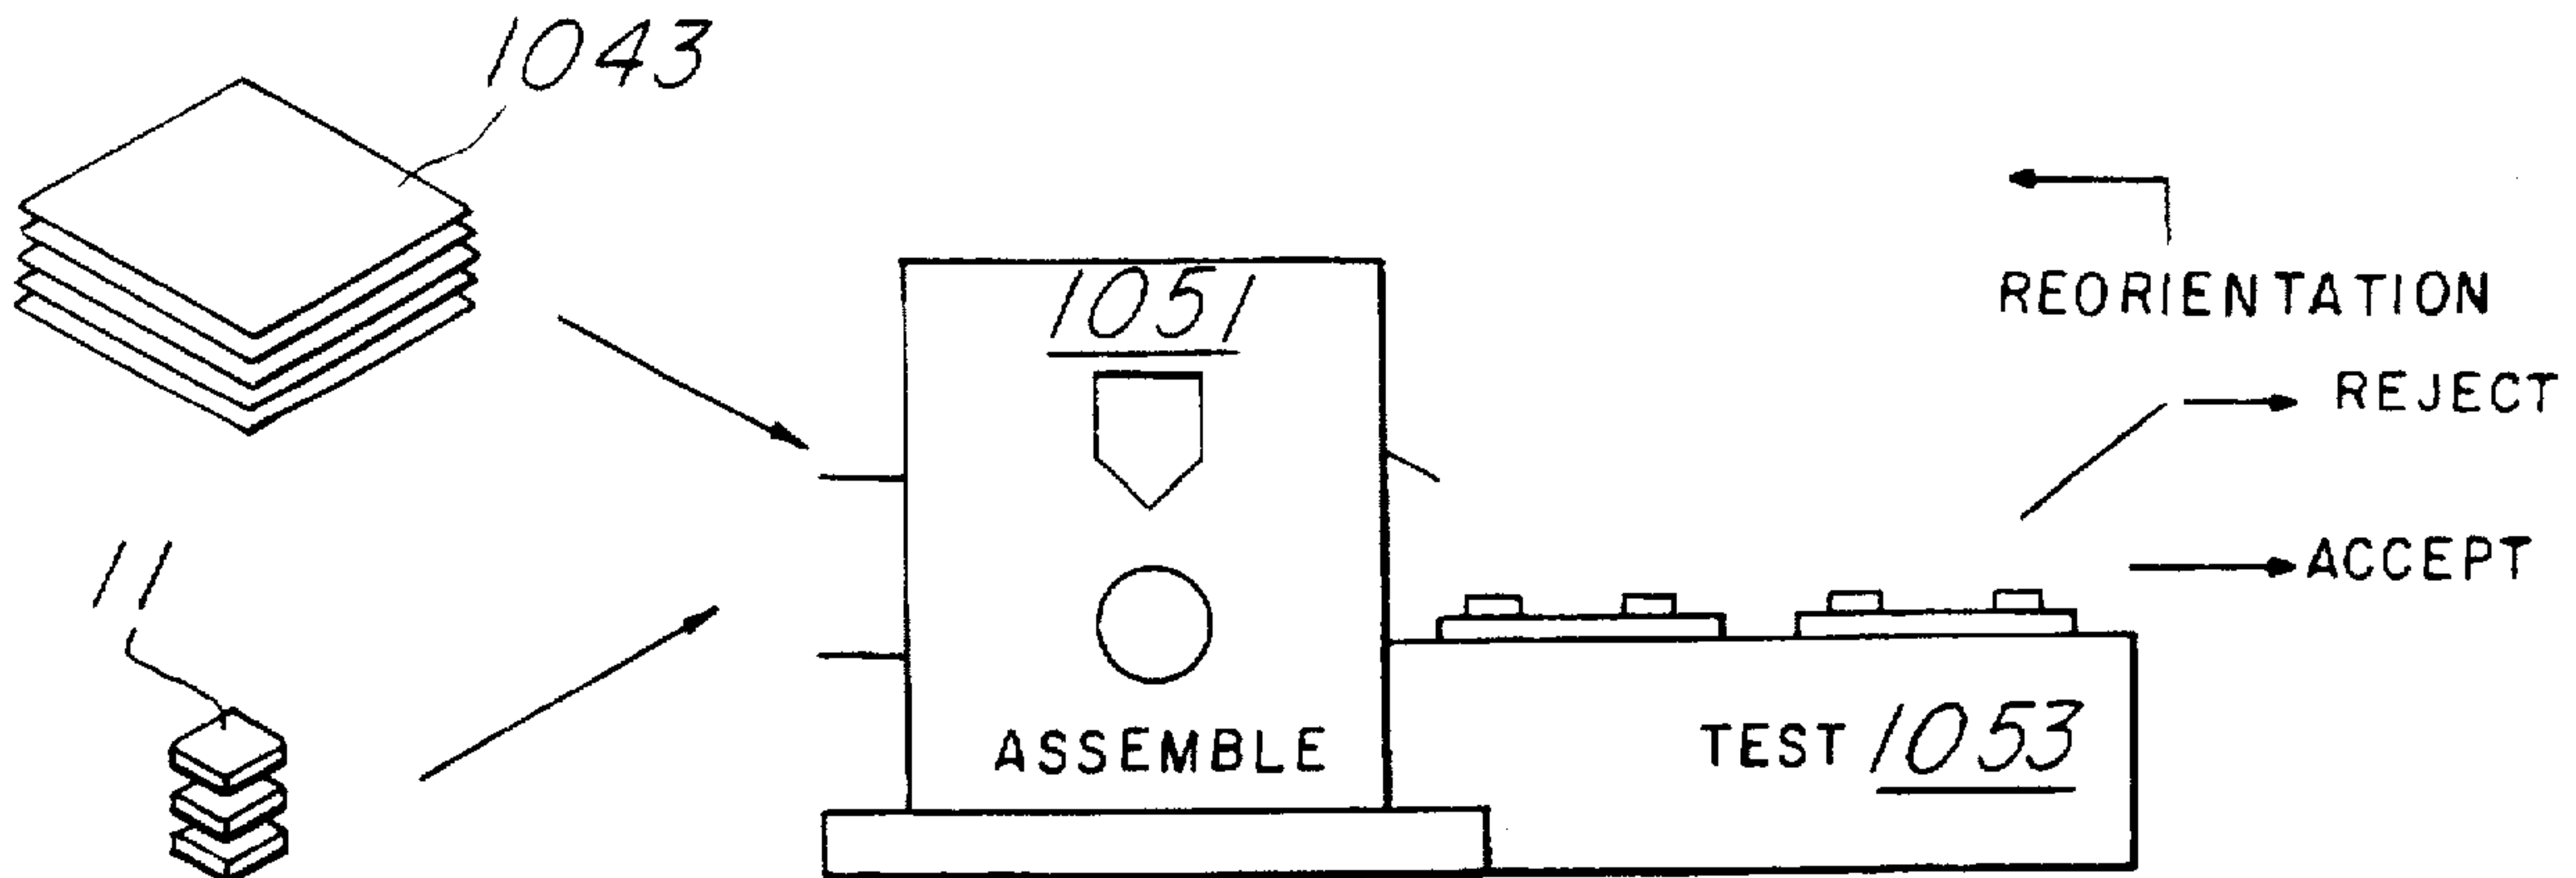 1043
1051
REORIENTATION
REJECT
11
ACCEPT
ASSEMBLE
TEST 1053